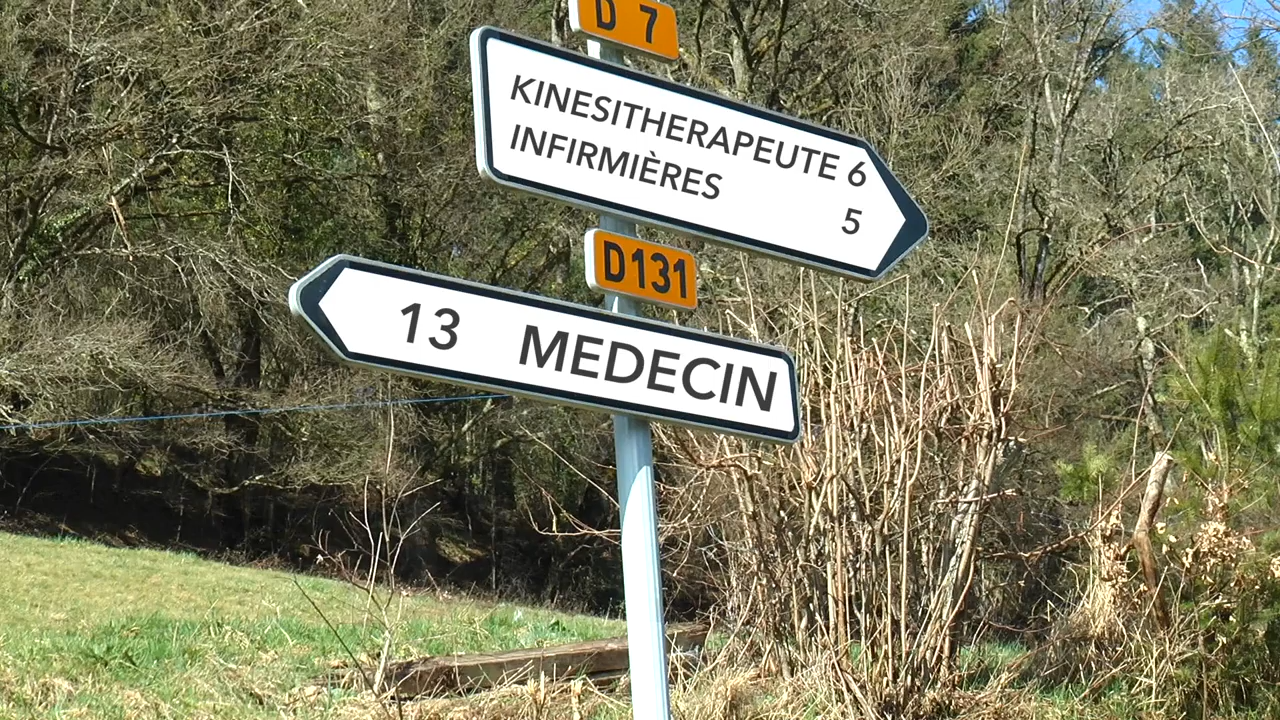 D 7
KINESITHERAPEUTE 6
INFIRMIÈRES 5
D131
13 MEDECIN